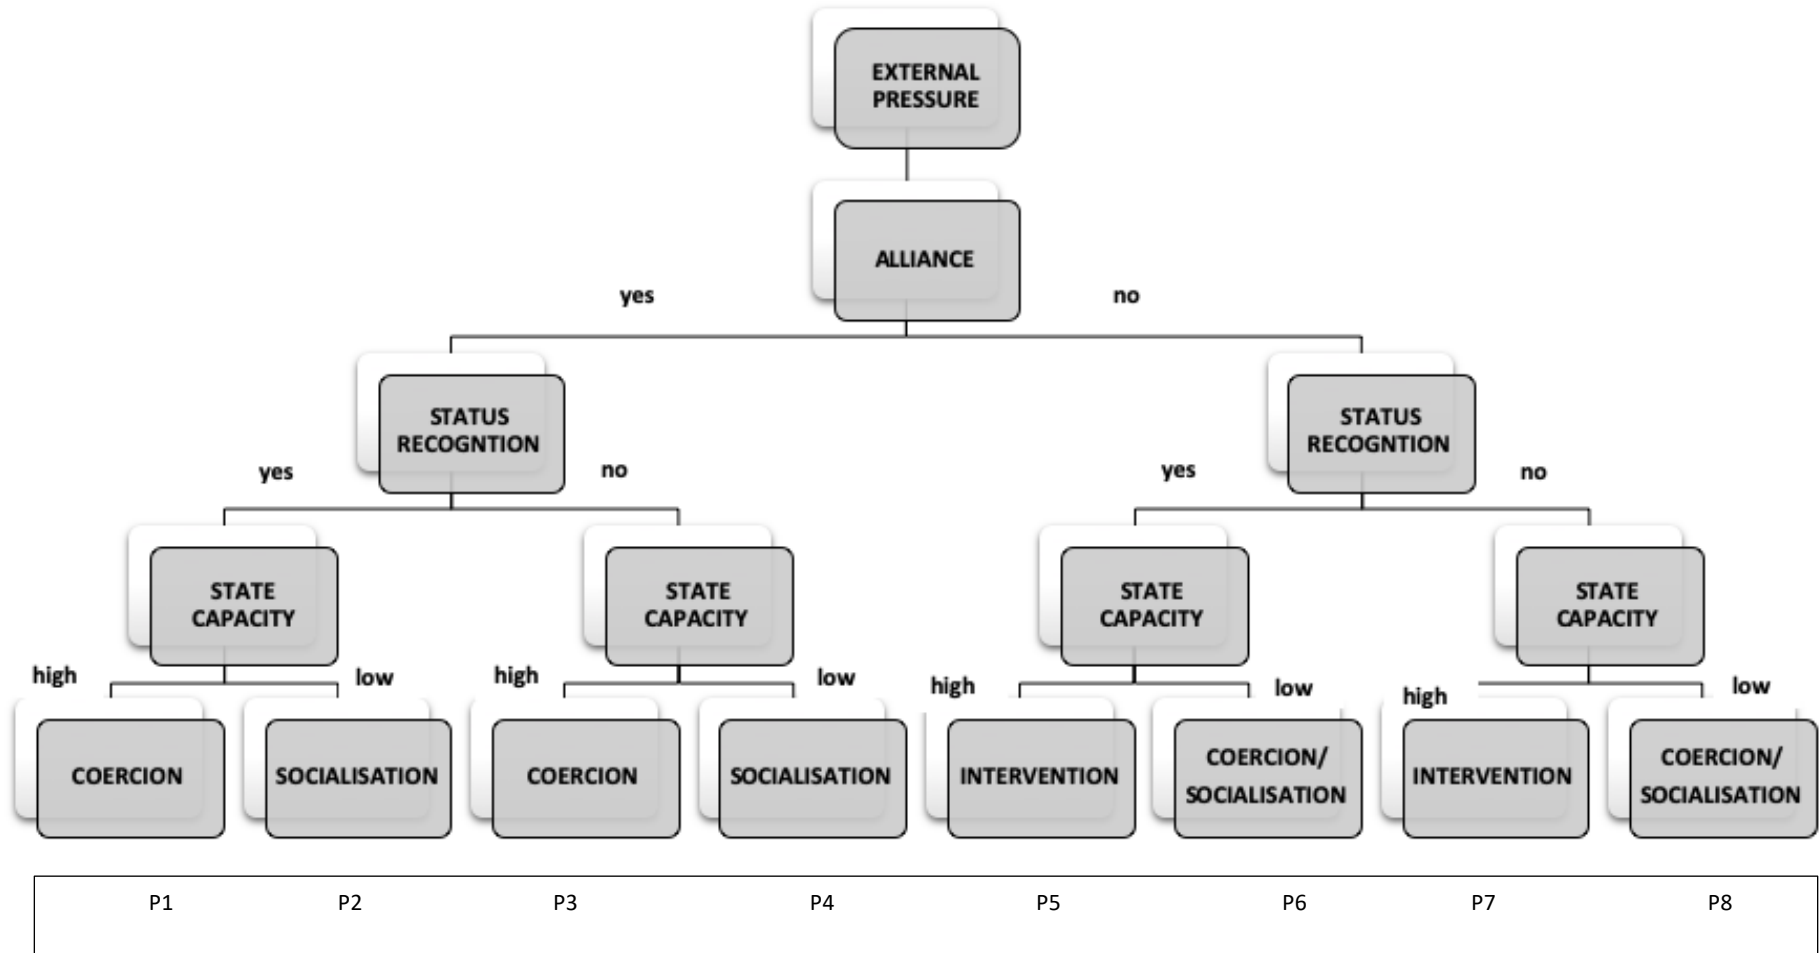 EXTERNAL
PRESSURE
ALLIANCE
yes
no
STATUS
RECOGNTION
STATUS
RECOGNTION
yes
no
yes
no
STATE
CAPACITY
STATE
CAPACITY
STATE
CAPACITY
STATE
CAPACITY
high
low
high
low
high
low
high
low
COERCION
SOCIALISATION
COERCION
SOCIALISATION
INTERVENTION
COERCION/
SOCIALISATION
INTERVENTION
COERCION/
SOCIALISATION
P1 P2 P3 P4 P5 P6 P7 P8